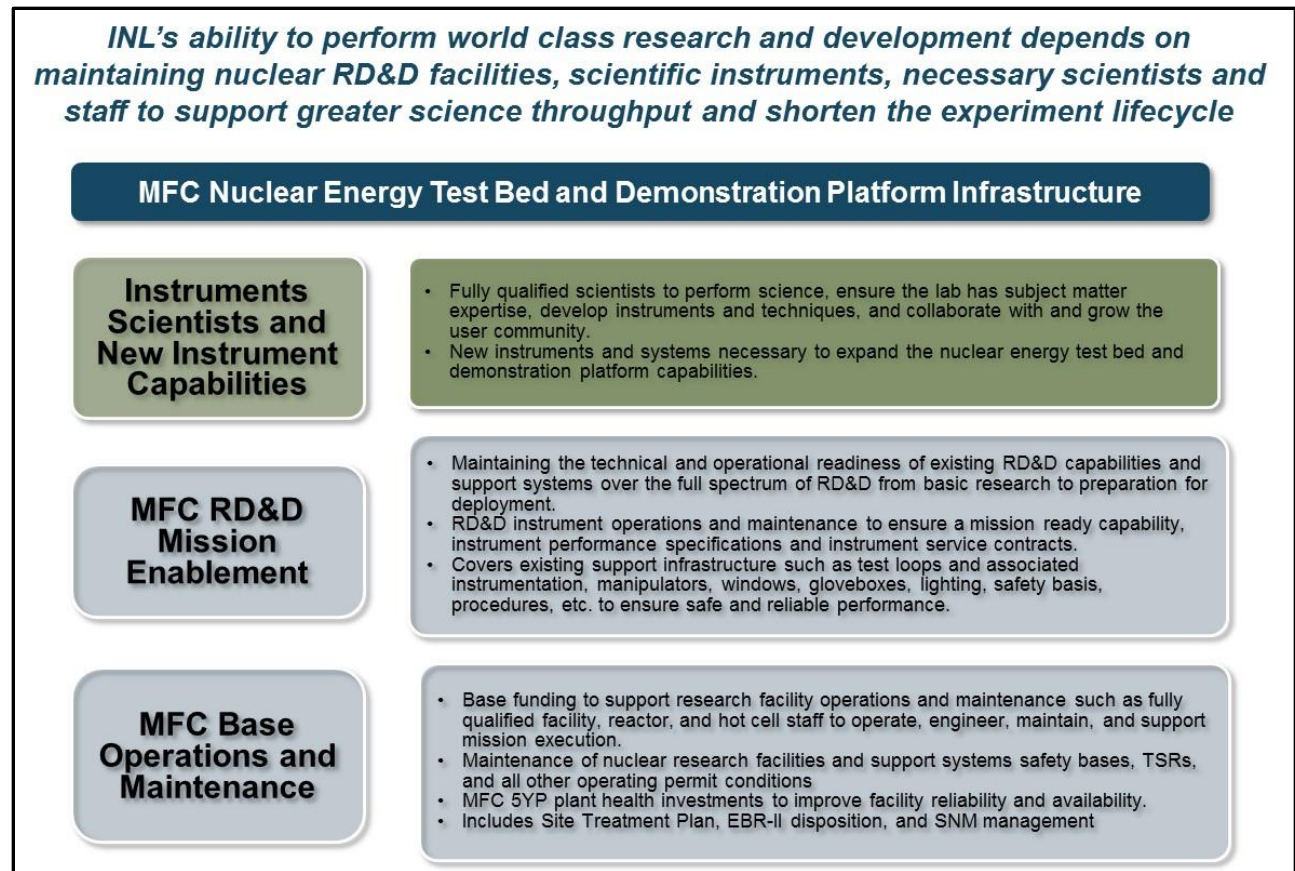 INL’s ability to perform world class research and development depends on
maintaining nuclear RD&D facilities, scientific instruments, necessary scientists and
staff to support greater science throughput and shorten the experiment lifecycle
MFC Nuclear Energy Test Bed and Demonstration Platform Infrastructure
Instruments
Scientists and
New Instrument
Capabilities
• Fully qualified scientists to perform science, ensure the lab has subject matter
expertise, develop instruments and techniques, and collaborate with and grow the
user community.
• New instruments and systems necessary to expand the nuclear energy test bed and
demonstration platform capabilities.
MFC RD&D
Mission
Enablement
• Maintaining the technical and operational readiness of existing RD&D capabilities and
support systems over the full spectrum of RD&D from basic research to preparation for
deployment.
• RD&D instrument operations and maintenance to ensure a mission ready capability,
instrument performance specifications and instrument service contracts.
• Covers existing support infrastructure such as test loops and associated
instrumentation, manipulators, windows, gloveboxes, lighting, safety basis,
procedures, etc. to ensure safe and reliable performance.
MFC Base
Operations and
Maintenance
• Base funding to support research facility operations and maintenance such as fully
qualified facility, reactor, and hot cell staff to operate, engineer, maintain, and support
mission execution.
• Maintenance of nuclear research facilities and support systems safety bases, TSRs,
and all other operating permit conditions
• MFC 5YP plant health investments to improve facility reliability and availability.
• Includes Site Treatment Plan, EBR-II disposition, and SNM management